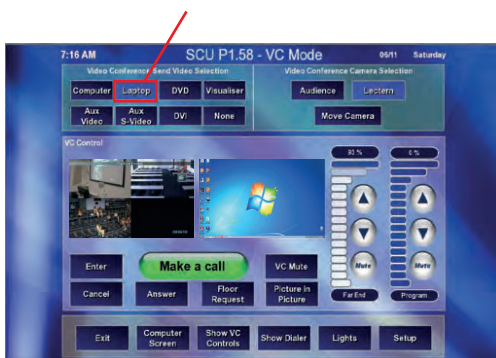 7:16 AM SCU P1.58 - VC Mode 06/11 Saturday
Video Conference Send Video Selection
Video Conference Camera Selection
Computer Laptop DVD Visualiser
Audience Lectern
Aux Video Aux S-Video DVI None
Move Camera
VC Control
80 % 0 %
Enter Make a call VC Mute
Mute Mute
Cancel Answer Floor Request Picture in Picture
Far End Program
Exit Computer Screen Show VC Controls Show Dialer Lights Setup